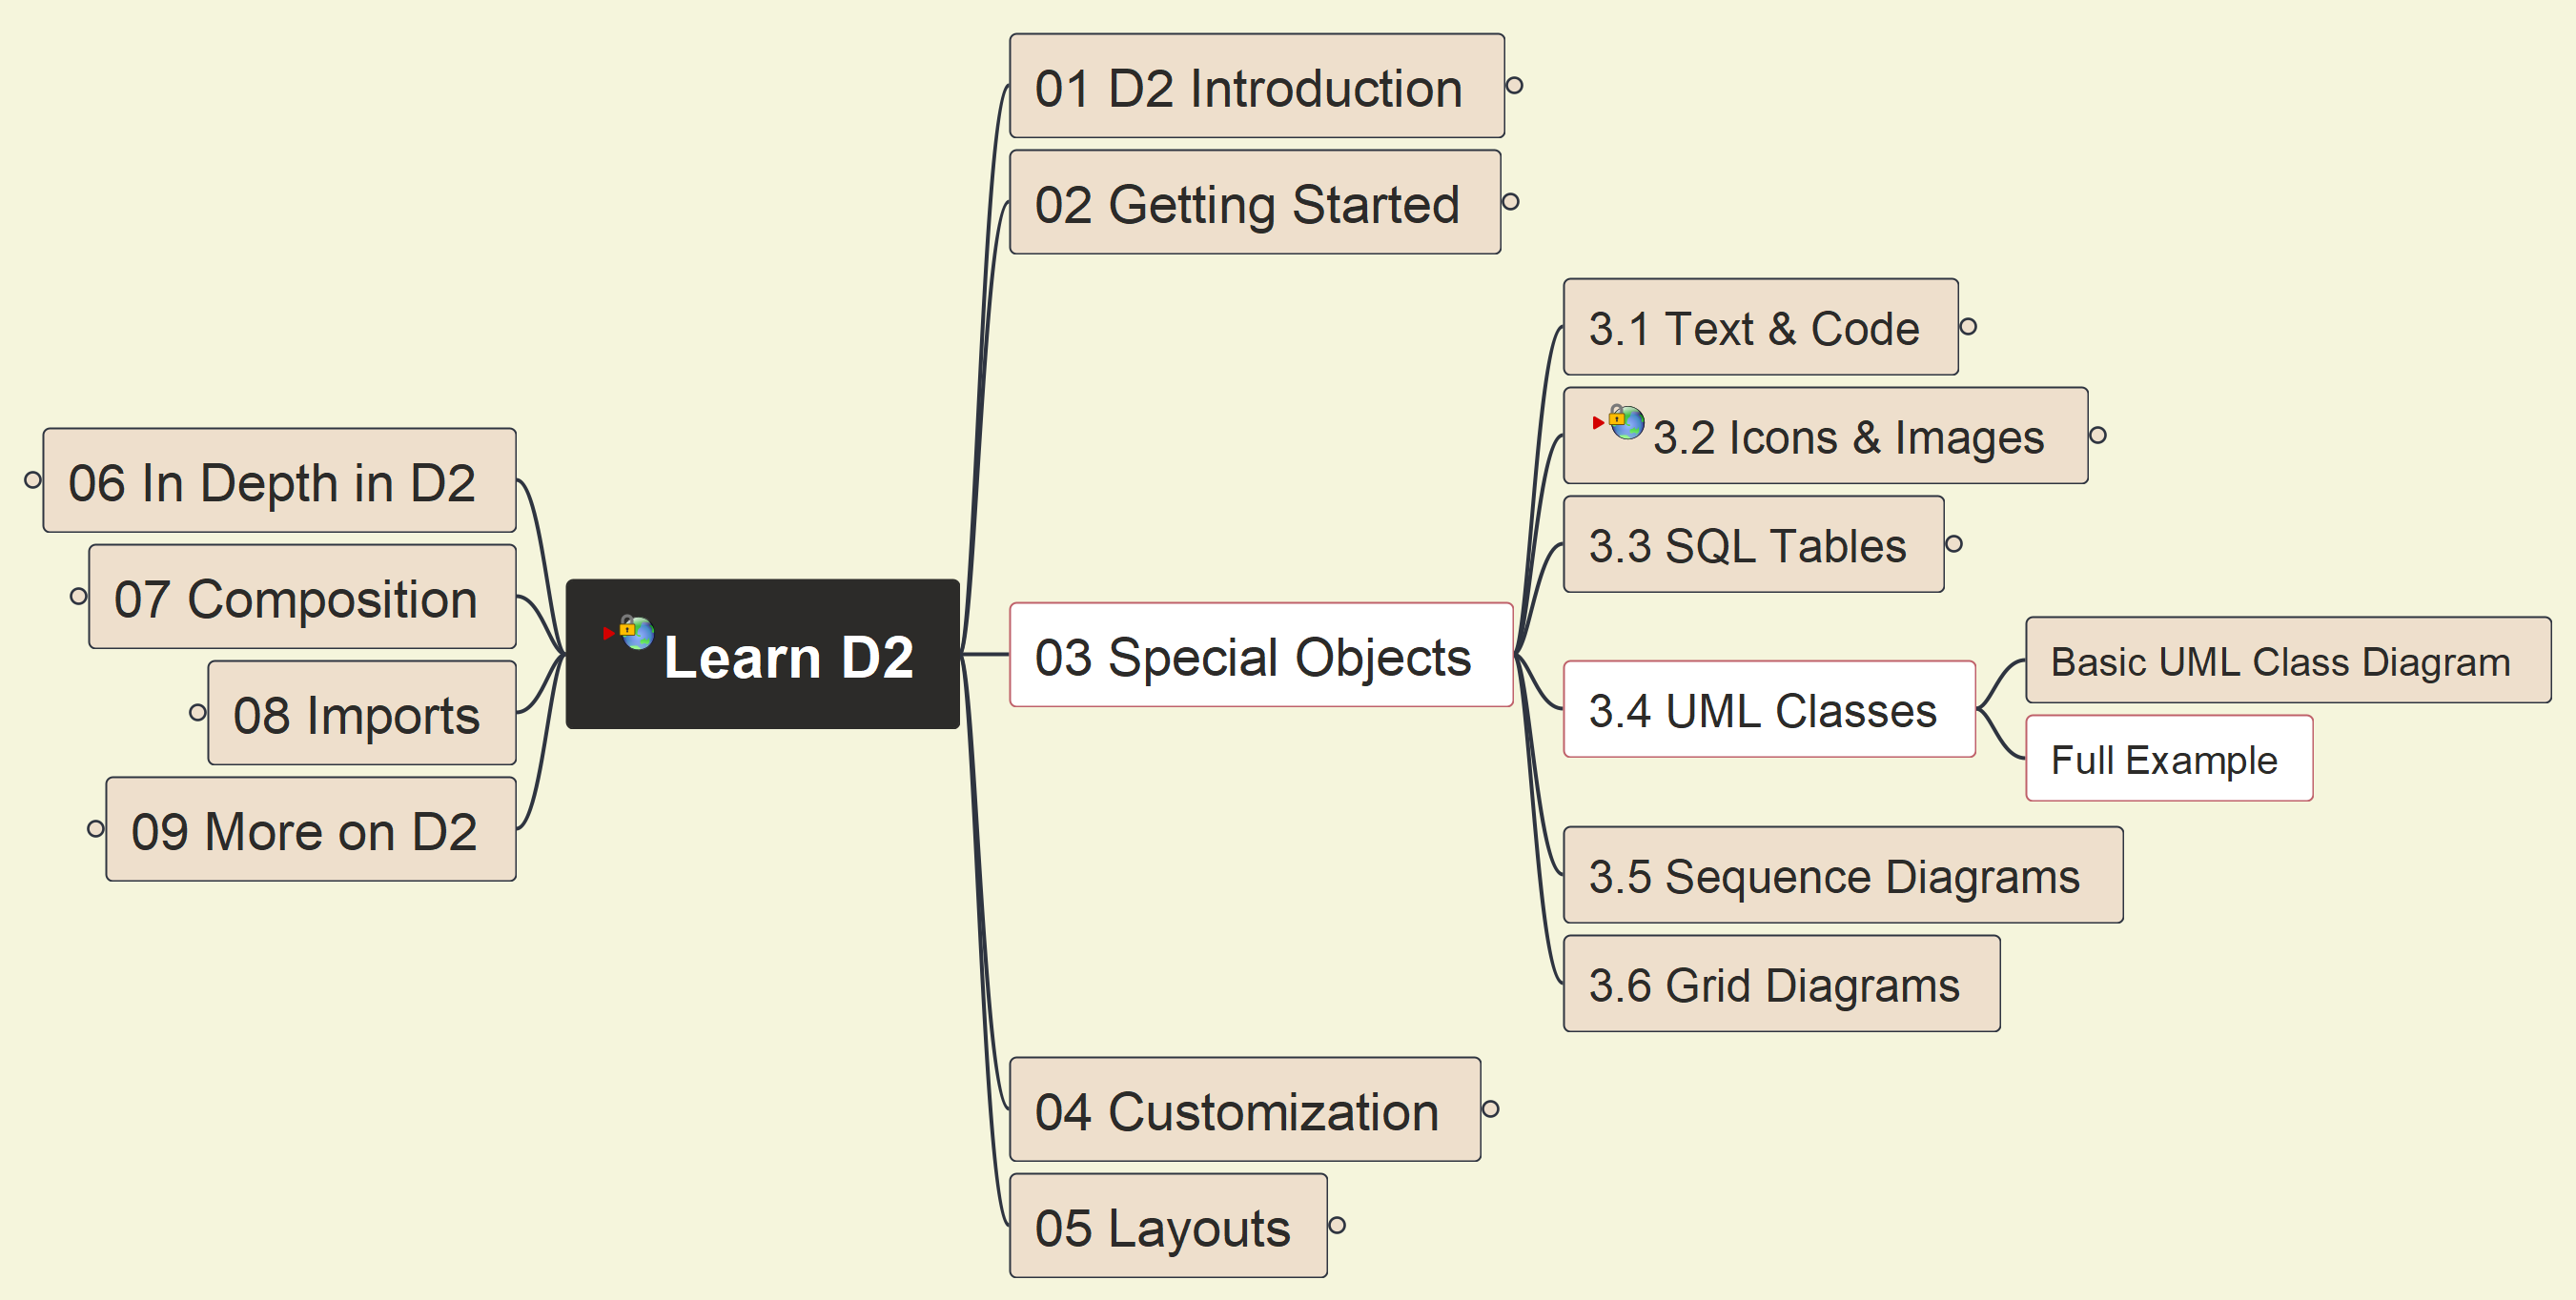 Learn D2
01 D2 Introduction
02 Getting Started
03 Special Objects
3.1 Text & Code
3.2 Icons & Images
3.3 SQL Tables
3.4 UML Classes
Basic UML Class Diagram
Full Example
3.5 Sequence Diagrams
3.6 Grid Diagrams
04 Customization
05 Layouts
06 In Depth in D2
07 Composition
08 Imports
09 More on D2